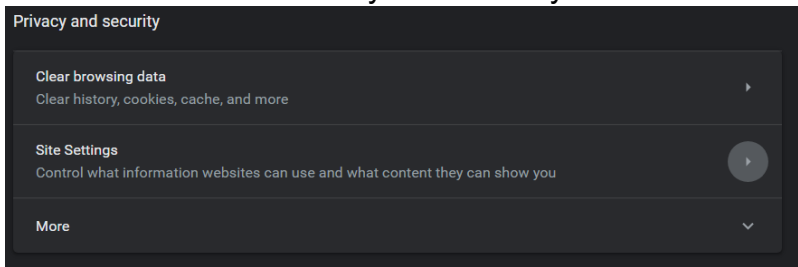 Privacy and security
Clear browsing data
Clear history, cookies, cache, and more
Site Settings
Control what information websites can use and what content they can show you
More